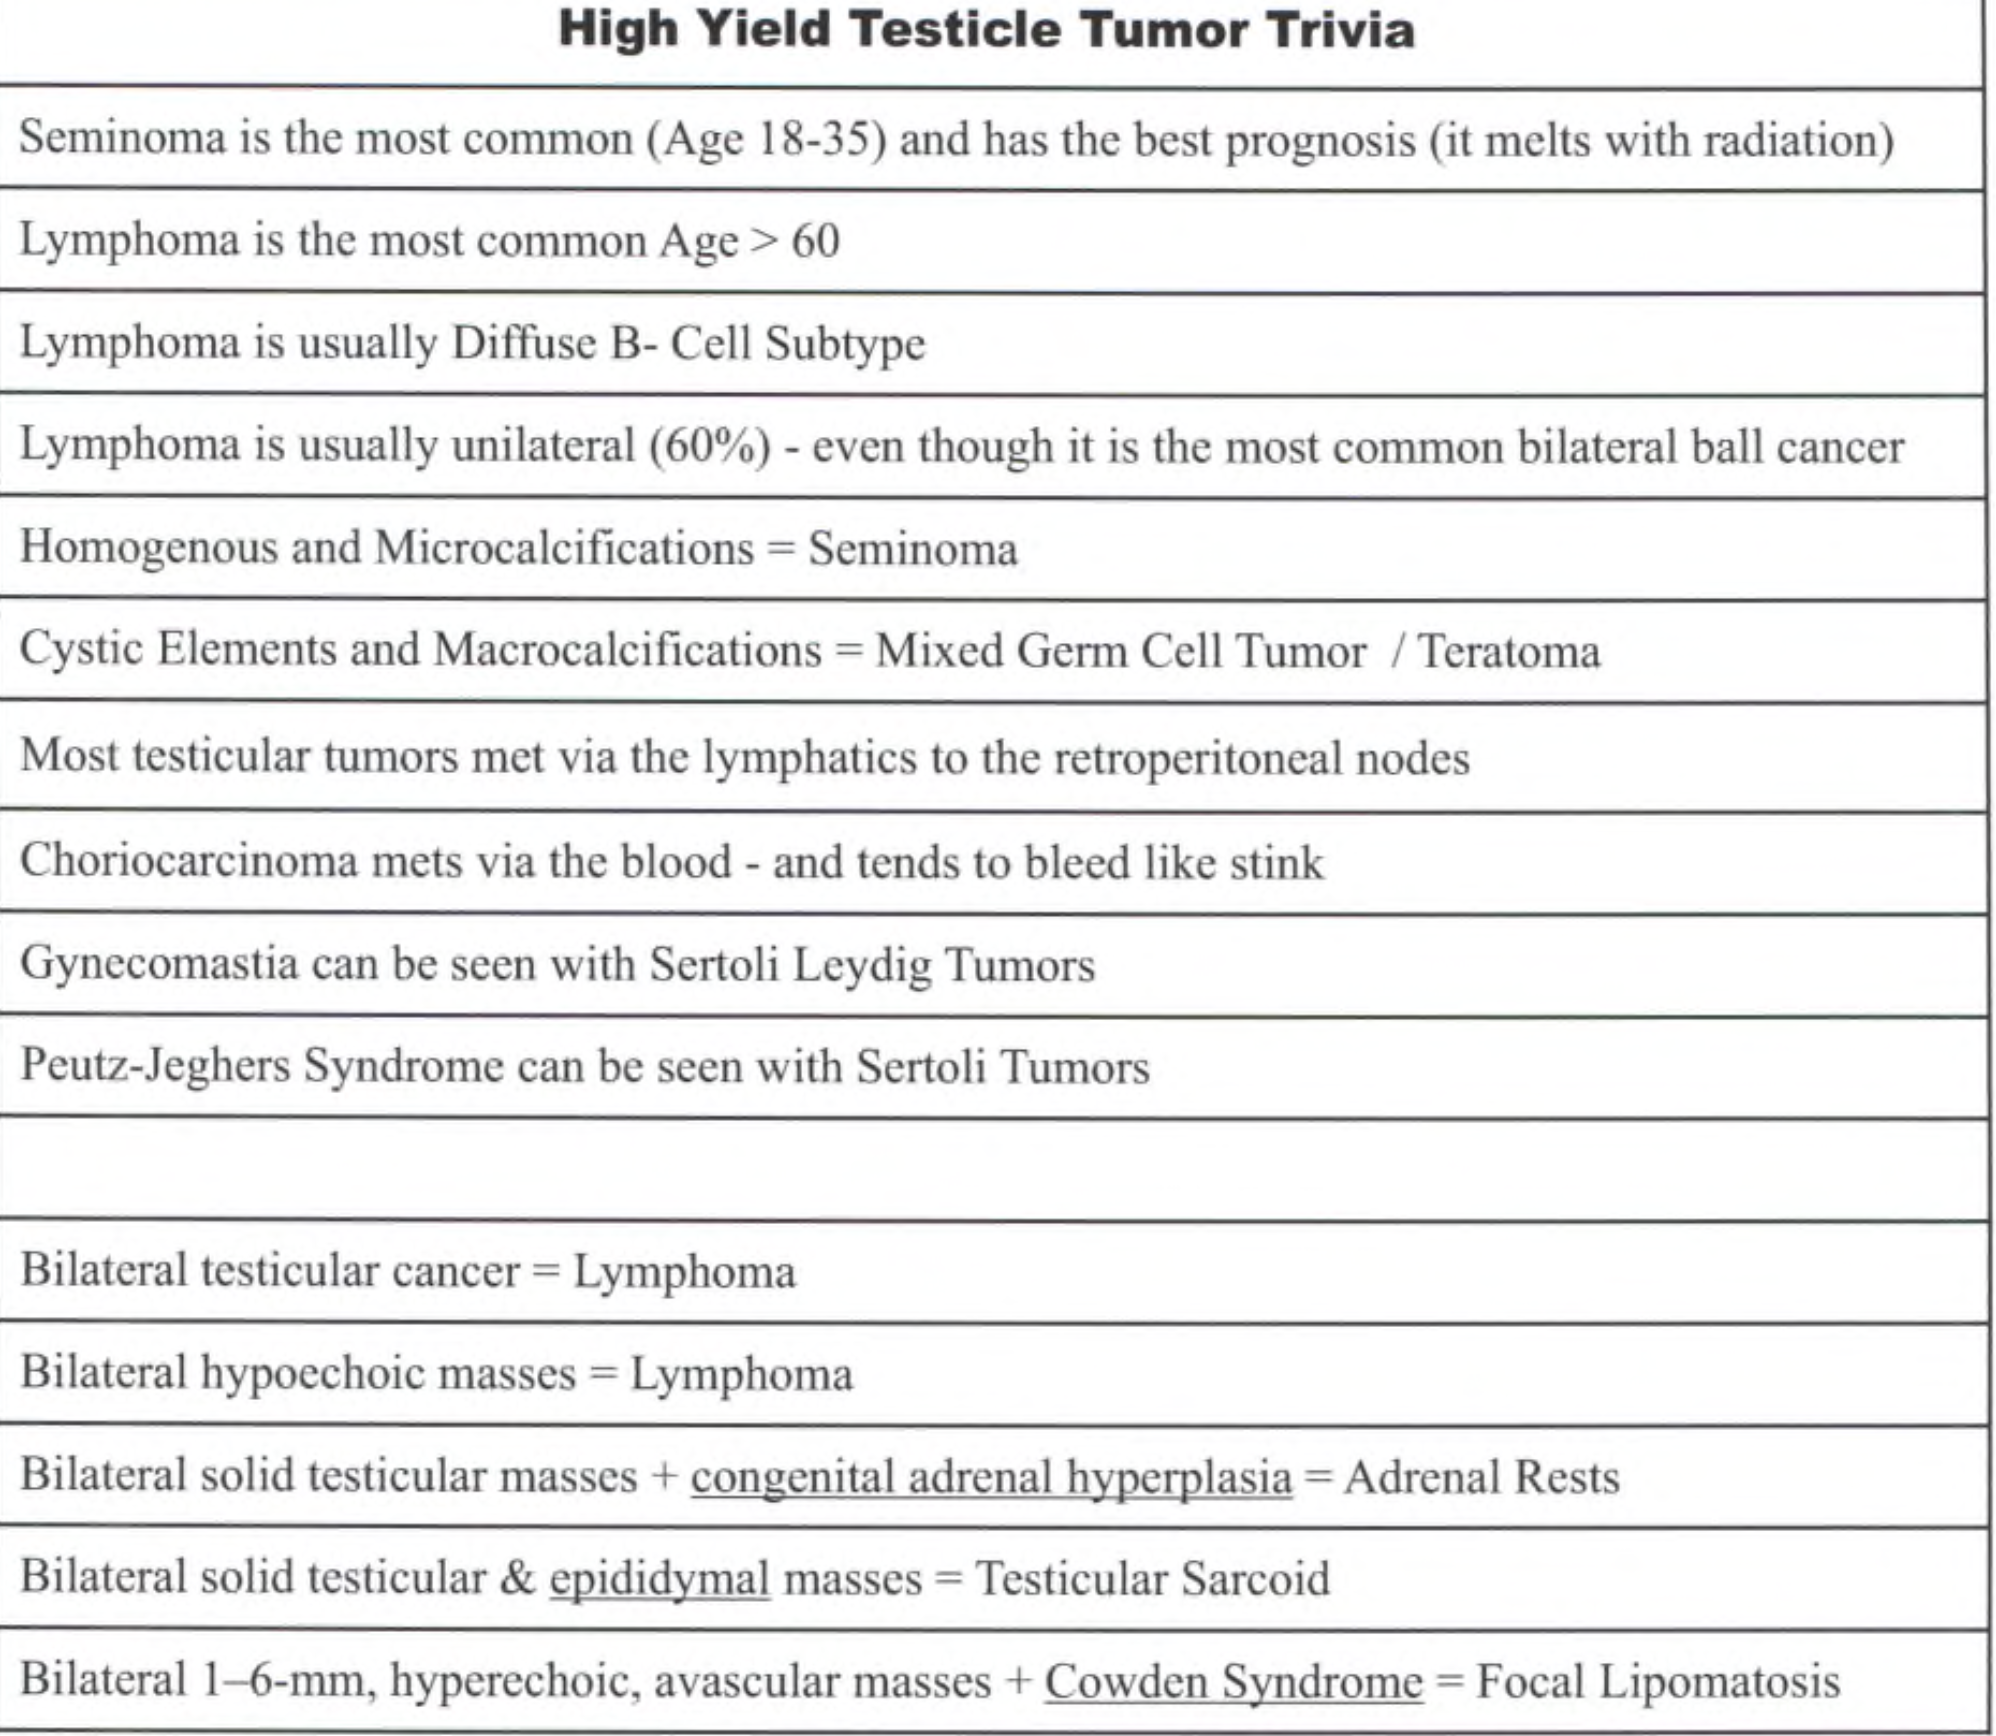 High Yield Testicle Tumor Trivia
Seminoma is the most common (Age 18-35) and has the best prognosis (it melts with radiation)
Lymphoma is the most common Age > 60
Lymphoma is usually Diffuse B- Cell Subtype
Lymphoma is usually unilateral (60%) - even though it is the most common bilateral ball cancer
Homogenous and Microcalcifications = Seminoma
Cystic Elements and Macrocalcifications = Mixed Germ Cell Tumor / Teratoma
Most testicular tumors met via the lymphatics to the retroperitoneal nodes
Choriocarcinoma mets via the blood - and tends to bleed like stink
Gynecomastia can be seen with Sertoli Leydig Tumors
Peutz-Jeghers Syndrome can be seen with Sertoli Tumors
Bilateral testicular cancer = Lymphoma
Bilateral hypoechoic masses = Lymphoma
Bilateral solid testicular masses + congenital adrenal hyperplasia = Adrenal Rests
Bilateral solid testicular & epididymal masses = Testicular Sarcoid
Bilateral 1–6-mm, hyperechoic, avascular masses + Cowden Syndrome = Focal Lipomatosis